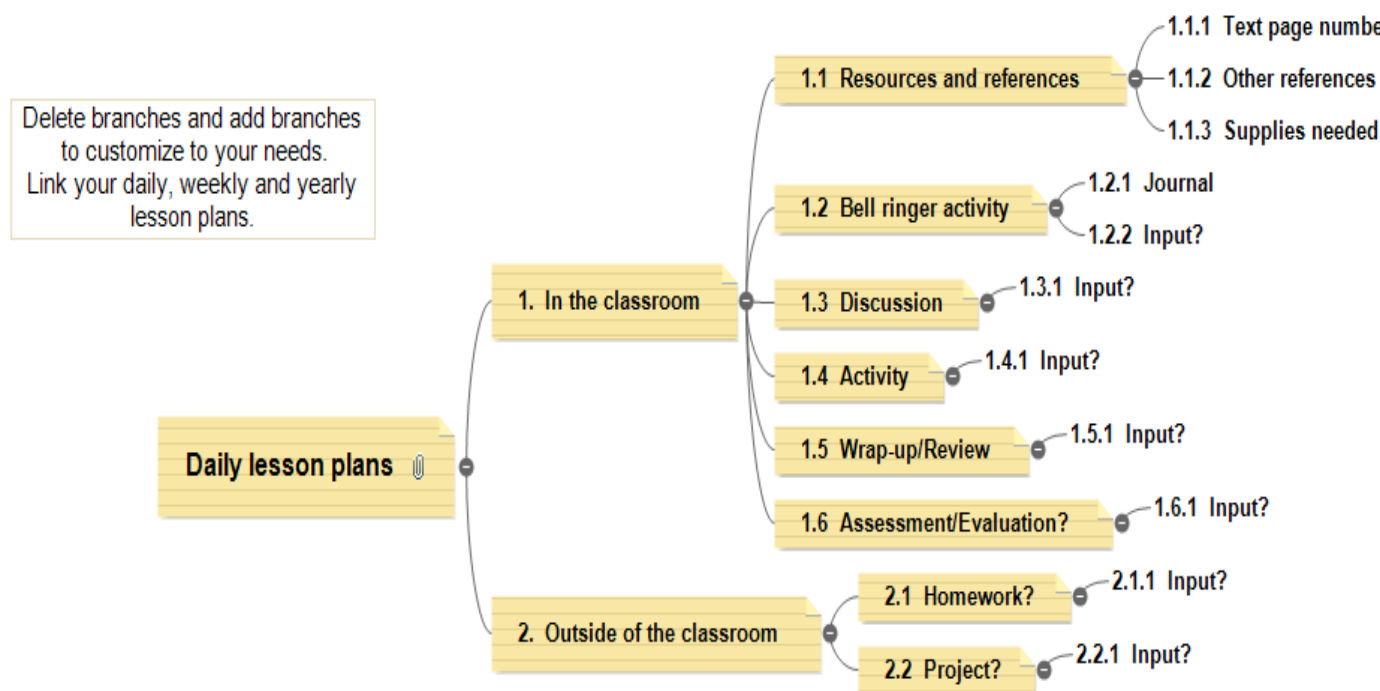 Delete branches and add branches
to customize to your needs.
Link your daily, weekly and yearly
lesson plans.
Daily lesson plans
1. In the classroom
1.1 Resources and references
1.1.1 Text page
1.1.2 Other references
1.1.3 Supplies needed
1.2 Bell ringer activity
1.2.1 Journal
1.2.2 Input?
1.3 Discussion
1.3.1 Input?
1.4 Activity
1.4.1 Input?
1.5 Wrap-up/Review
1.5.1 Input?
1.6 Assessment/Evaluation?
1.6.1 Input?
2. Outside of the classroom
2.1 Homework?
2.1.1 Input?
2.2 Project?
2.2.1 Input?